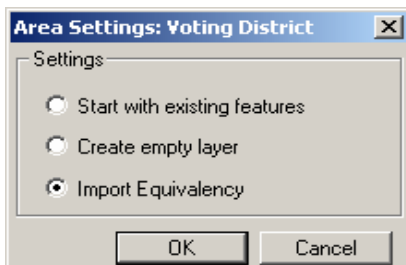 Area Settings: Voting District
Settings
Start with existing features
Create empty layer
Import Equivalency
OK Cancel